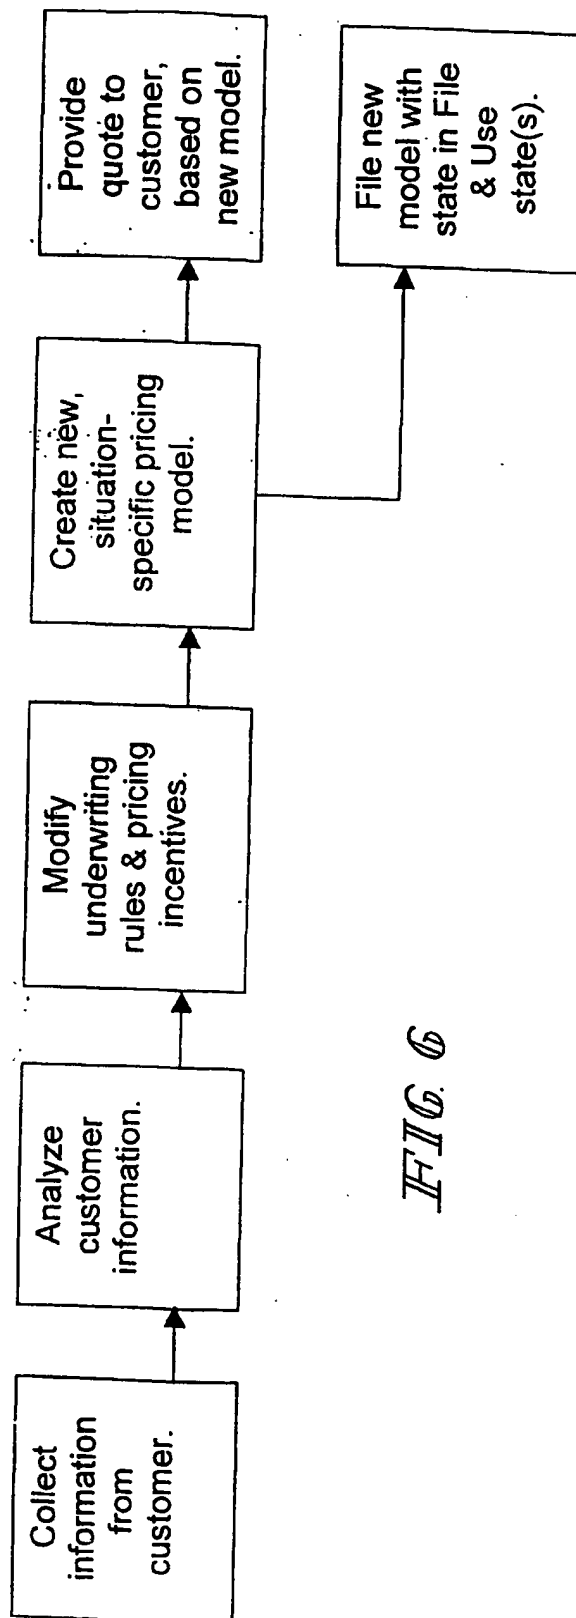 Collect
information
from
customer.
Analyze
customer
information.
Modify
underwriting
rules & pricing
incentives.
Create new,
situation-
specific pricing
model.
Provide
quote to
customer,
based on
new model.
File new
model with
state in File
& Use
state(s).
FIG. 6